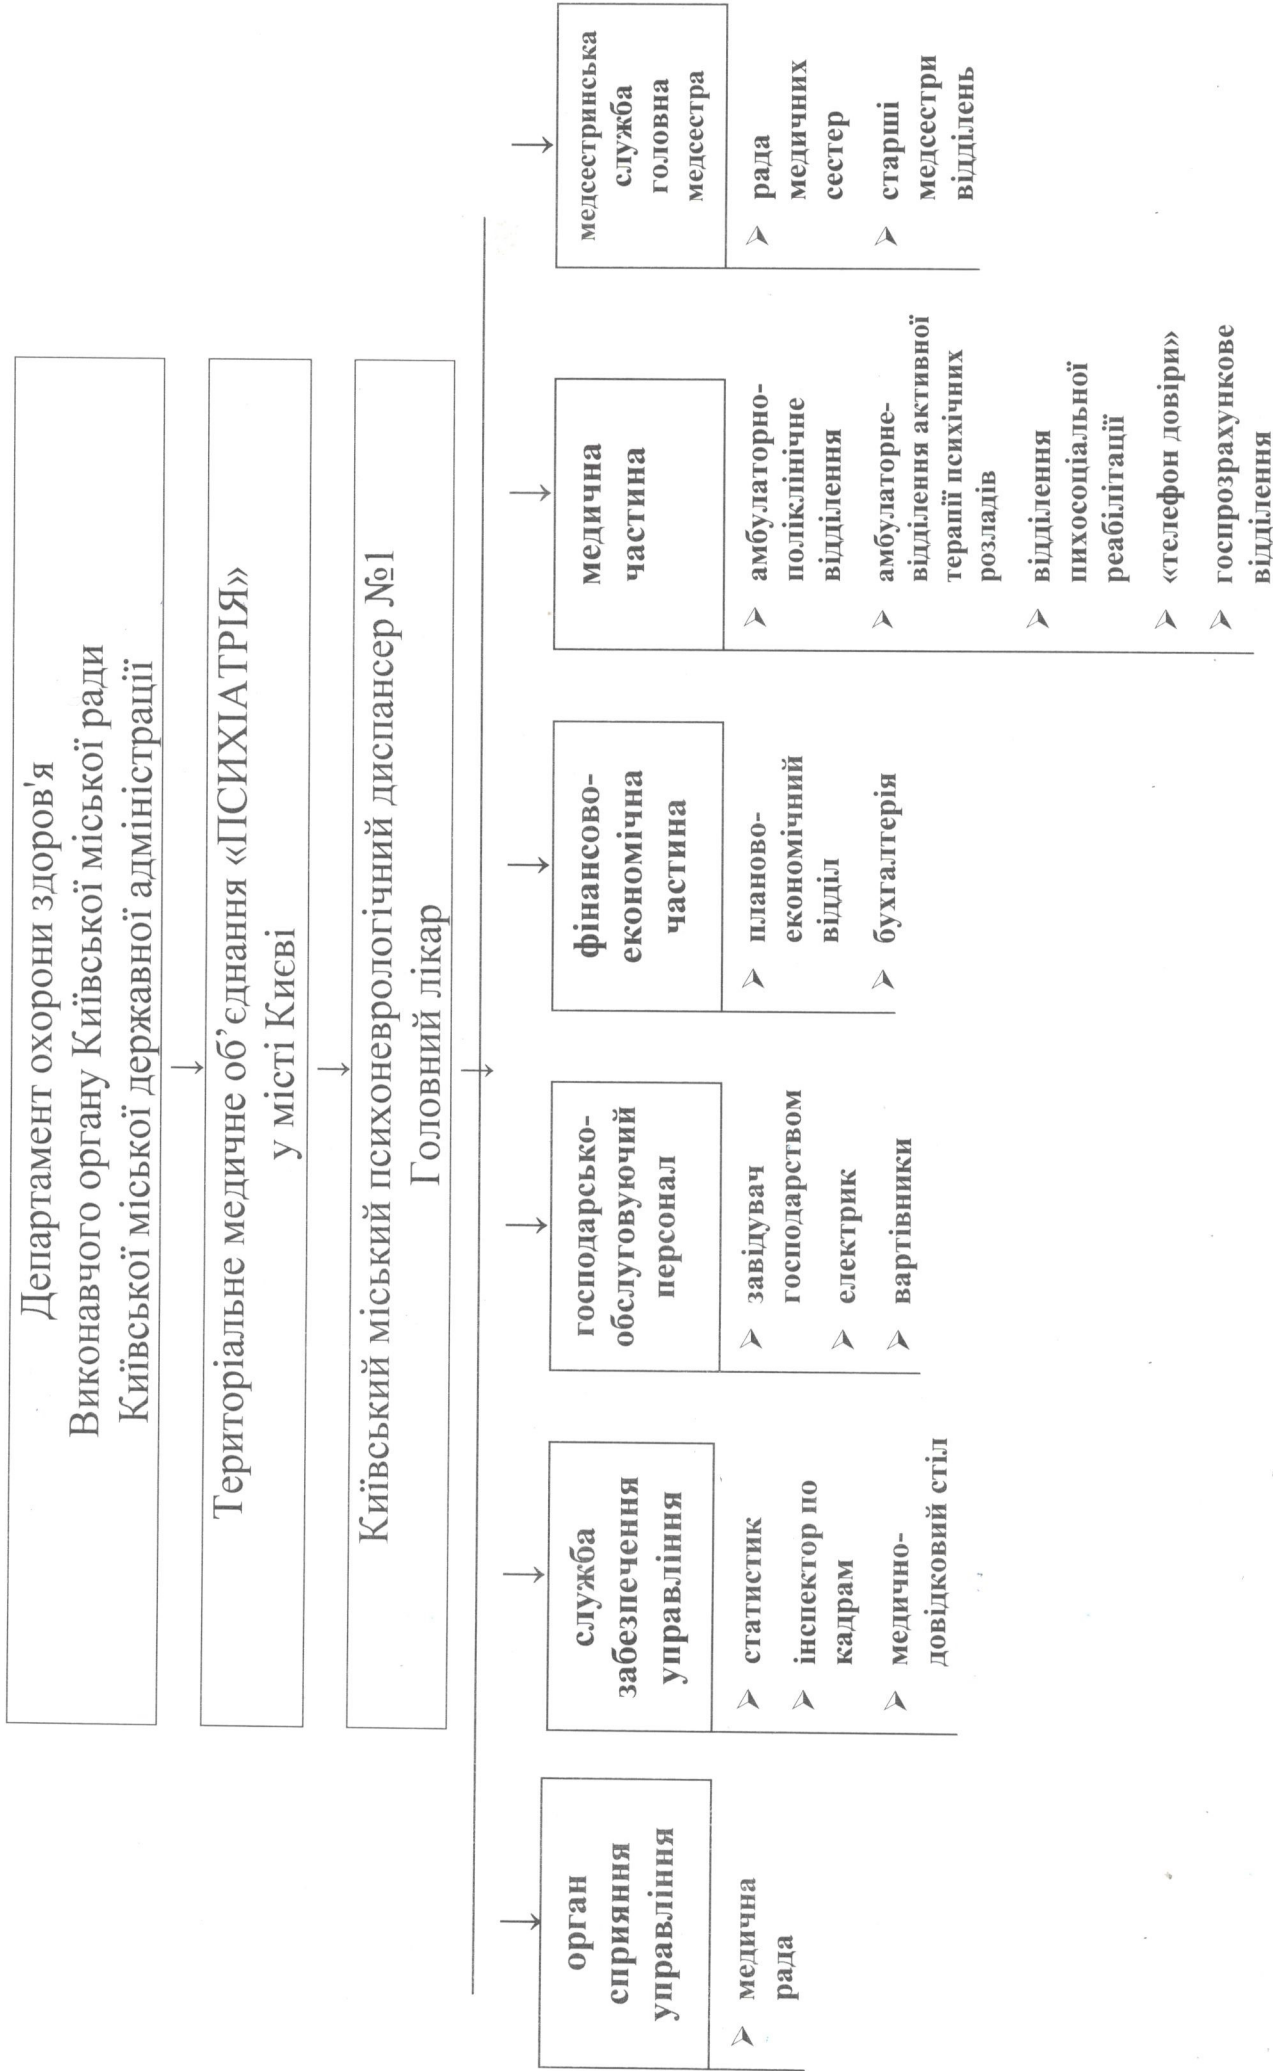 Департамент охорони здоров'я
Виконавчого органу Київської міської ради
Київської міської державної адміністрації
Територіальне медичне об’єднання «ПСИХІАТРІЯ»
у місті Києві
Київський міський психоневрологічний диспансер №1
Головний лікар
орган
сприяння
управління
➢ медична
рада
служба
забезпечення
управління
➢ статистик
➢ інспектор по
кадрам
➢ медично-
довідковий стіл
господарсько-
обслуговуючий
персонал
➢ завідувач
господарством
➢ електрик
➢ вартівники
фінансово-
економічна
частина
➢ планово-
економічний
відділ
➢ бухгалтерія
медична
частина
➢ амбулаторно-
поліклінічне
відділення
➢ амбулаторне-
відділення активної
терапії психічних
розладів
➢ відділення
пихосоціальної
реабілітації
➢ «телефон довіри»
➢ госпрозрахункове
відділення
медсестринська
служба
головна
медсестра
➢ рада
медичних
сестер
➢ старші
медсестри
відділень